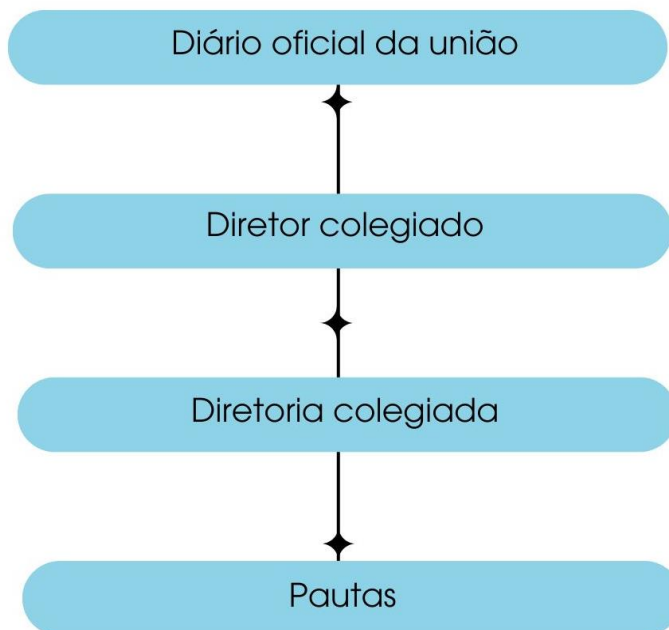 Diário oficial da união
Diretor colegiado
Diretoria colegiada
Pautas